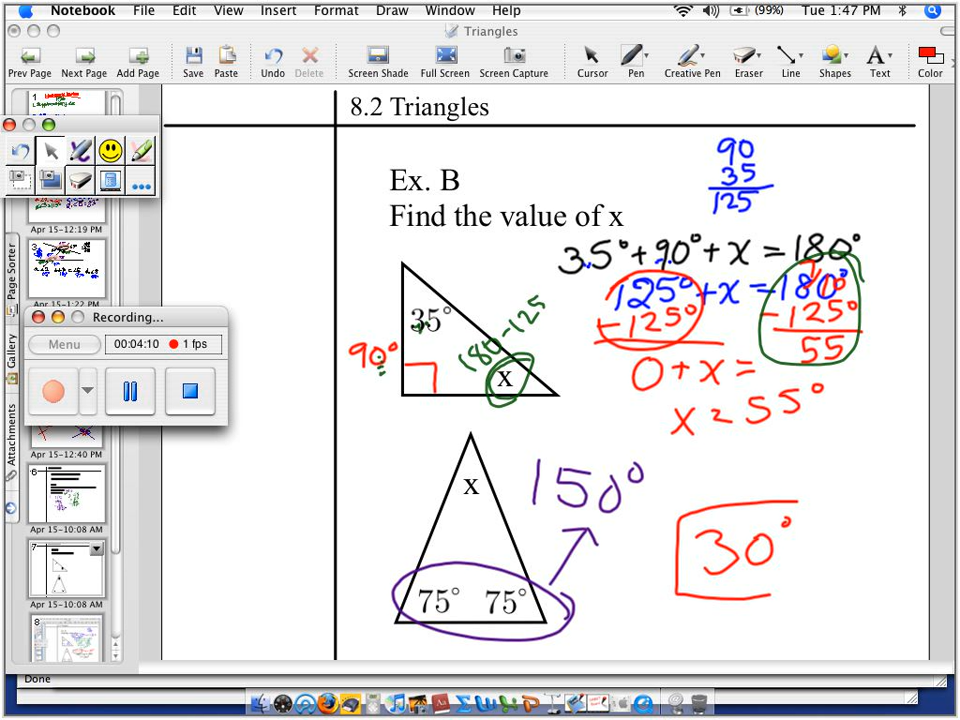 Notebook File Edit View Insert Format Draw Window Help (99%) Tue 1:47 PM
Triangles
Prev Page Next Page Add Page Save Paste Undo Delete Screen Shade Full Screen Screen Capture Cursor Pen Creative Pen Eraser Line Shapes Text Color
Page Sorter
Gallery
Attachments
1
Apr 15-12:19 PM
3
Apr 15-1:22 PM
Recording...
Menu
00:04:10 1 fps
Apr 15-12:40 PM
6
Apr 15-10:08 AM
7
Apr 15-10:08 AM
8
Done
8.2 Triangles
Ex. B
Find the value of x
90
35
125
35°+90°+x=180°
125°+x=180°
-125° -125°
55
0+x=
x=55°
35°
90°
180-125
x
x
75° 75°
150°
30°